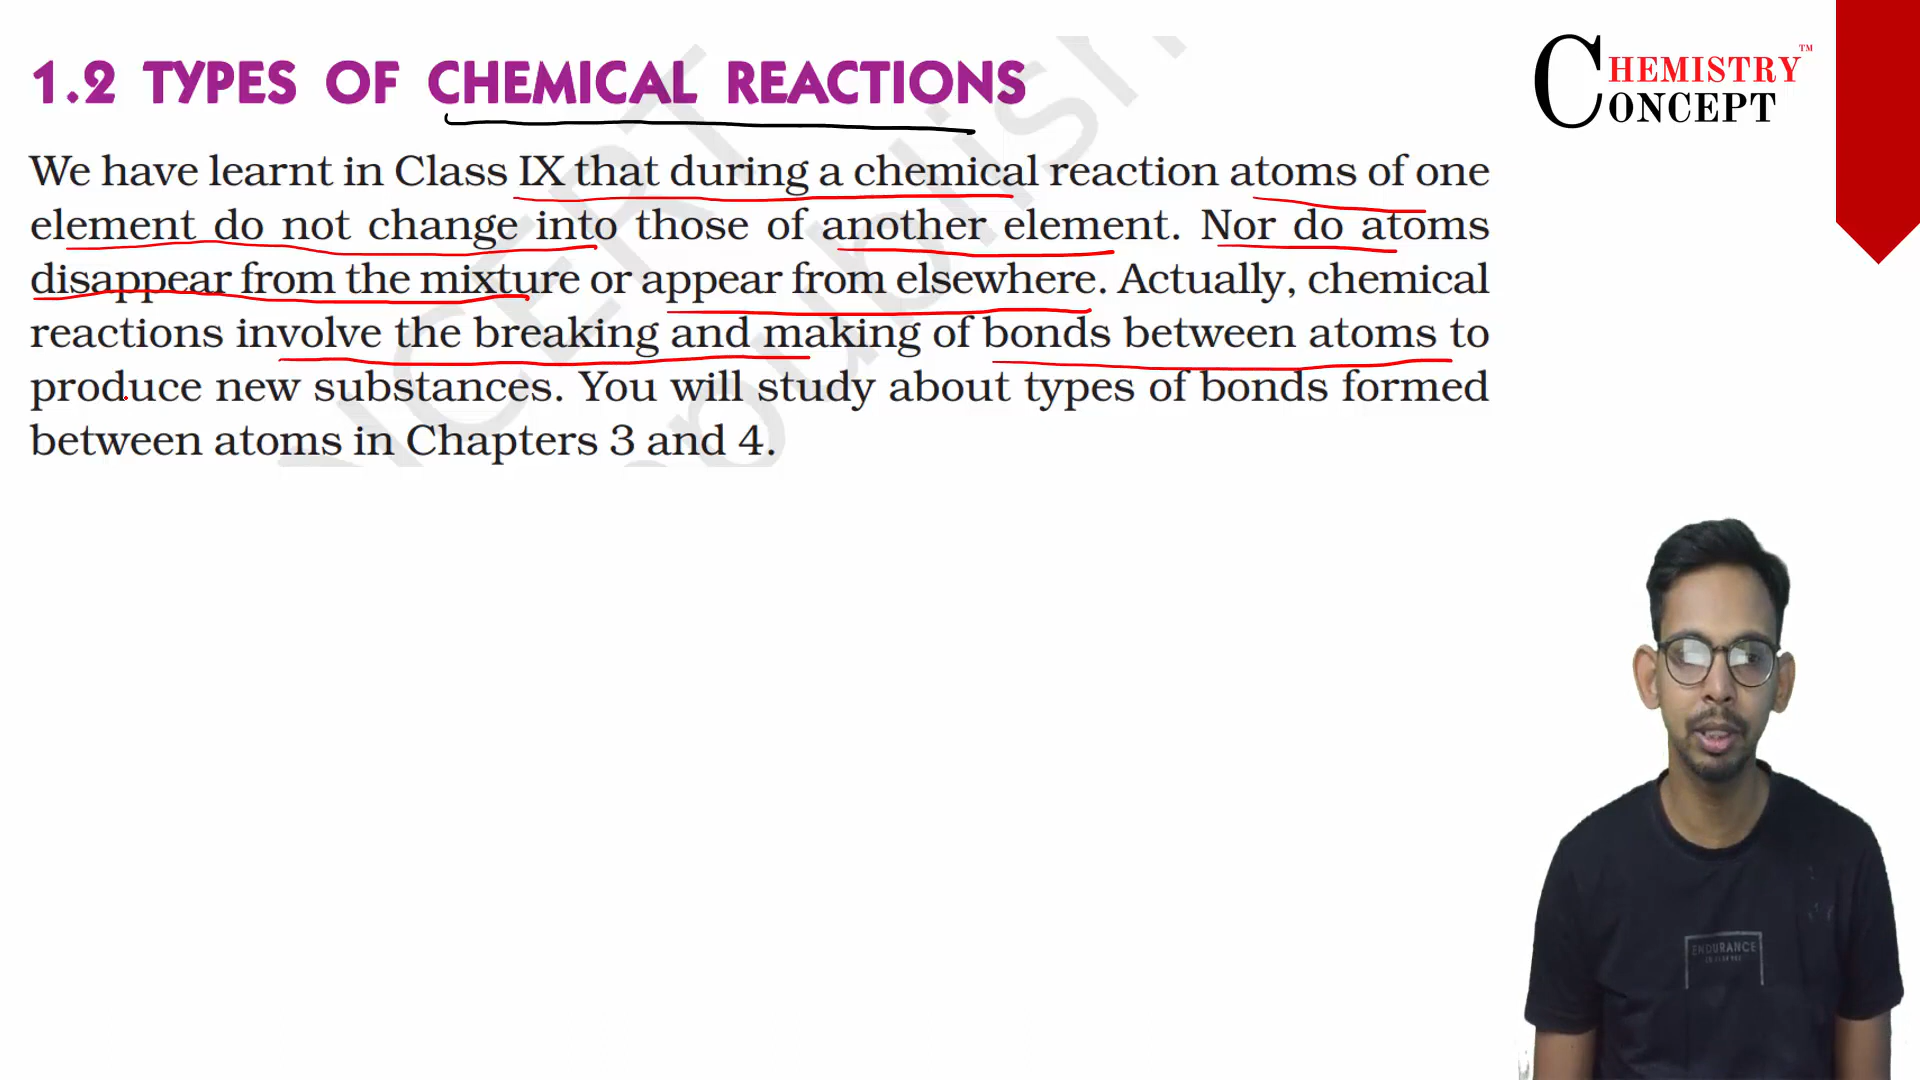 1.2 TYPES OF CHEMICAL REACTIONS
CHEMISTRY™
CONCEPT
We have learnt in Class IX that during a chemical reaction atoms of one
element do not change into those of another element. Nor do atoms
disappear from the mixture or appear from elsewhere. Actually, chemical
reactions involve the breaking and making of bonds between atoms to
produce new substances. You will study about types of bonds formed
between atoms in Chapters 3 and 4.
ENDURANCE